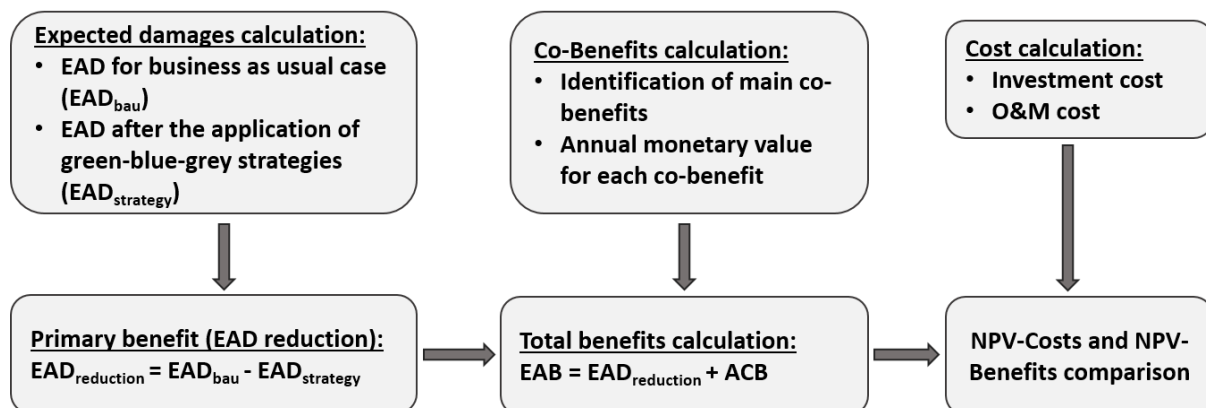 Expected damages calculation:
• EAD for business as usual case
(EADbau)
• EAD after the application of
green-blue-grey strategies
(EADstrategy)
Co-Benefits calculation:
• Identification of main co-
benefits
• Annual monetary value
for each co-benefit
Cost calculation:
• Investment cost
• O&M cost
Primary benefit (EAD reduction):
EADreduction = EADbau - EADstrategy
Total benefits calculation:
EAB = EADreduction + ACB
NPV-Costs and NPV-
Benefits comparison